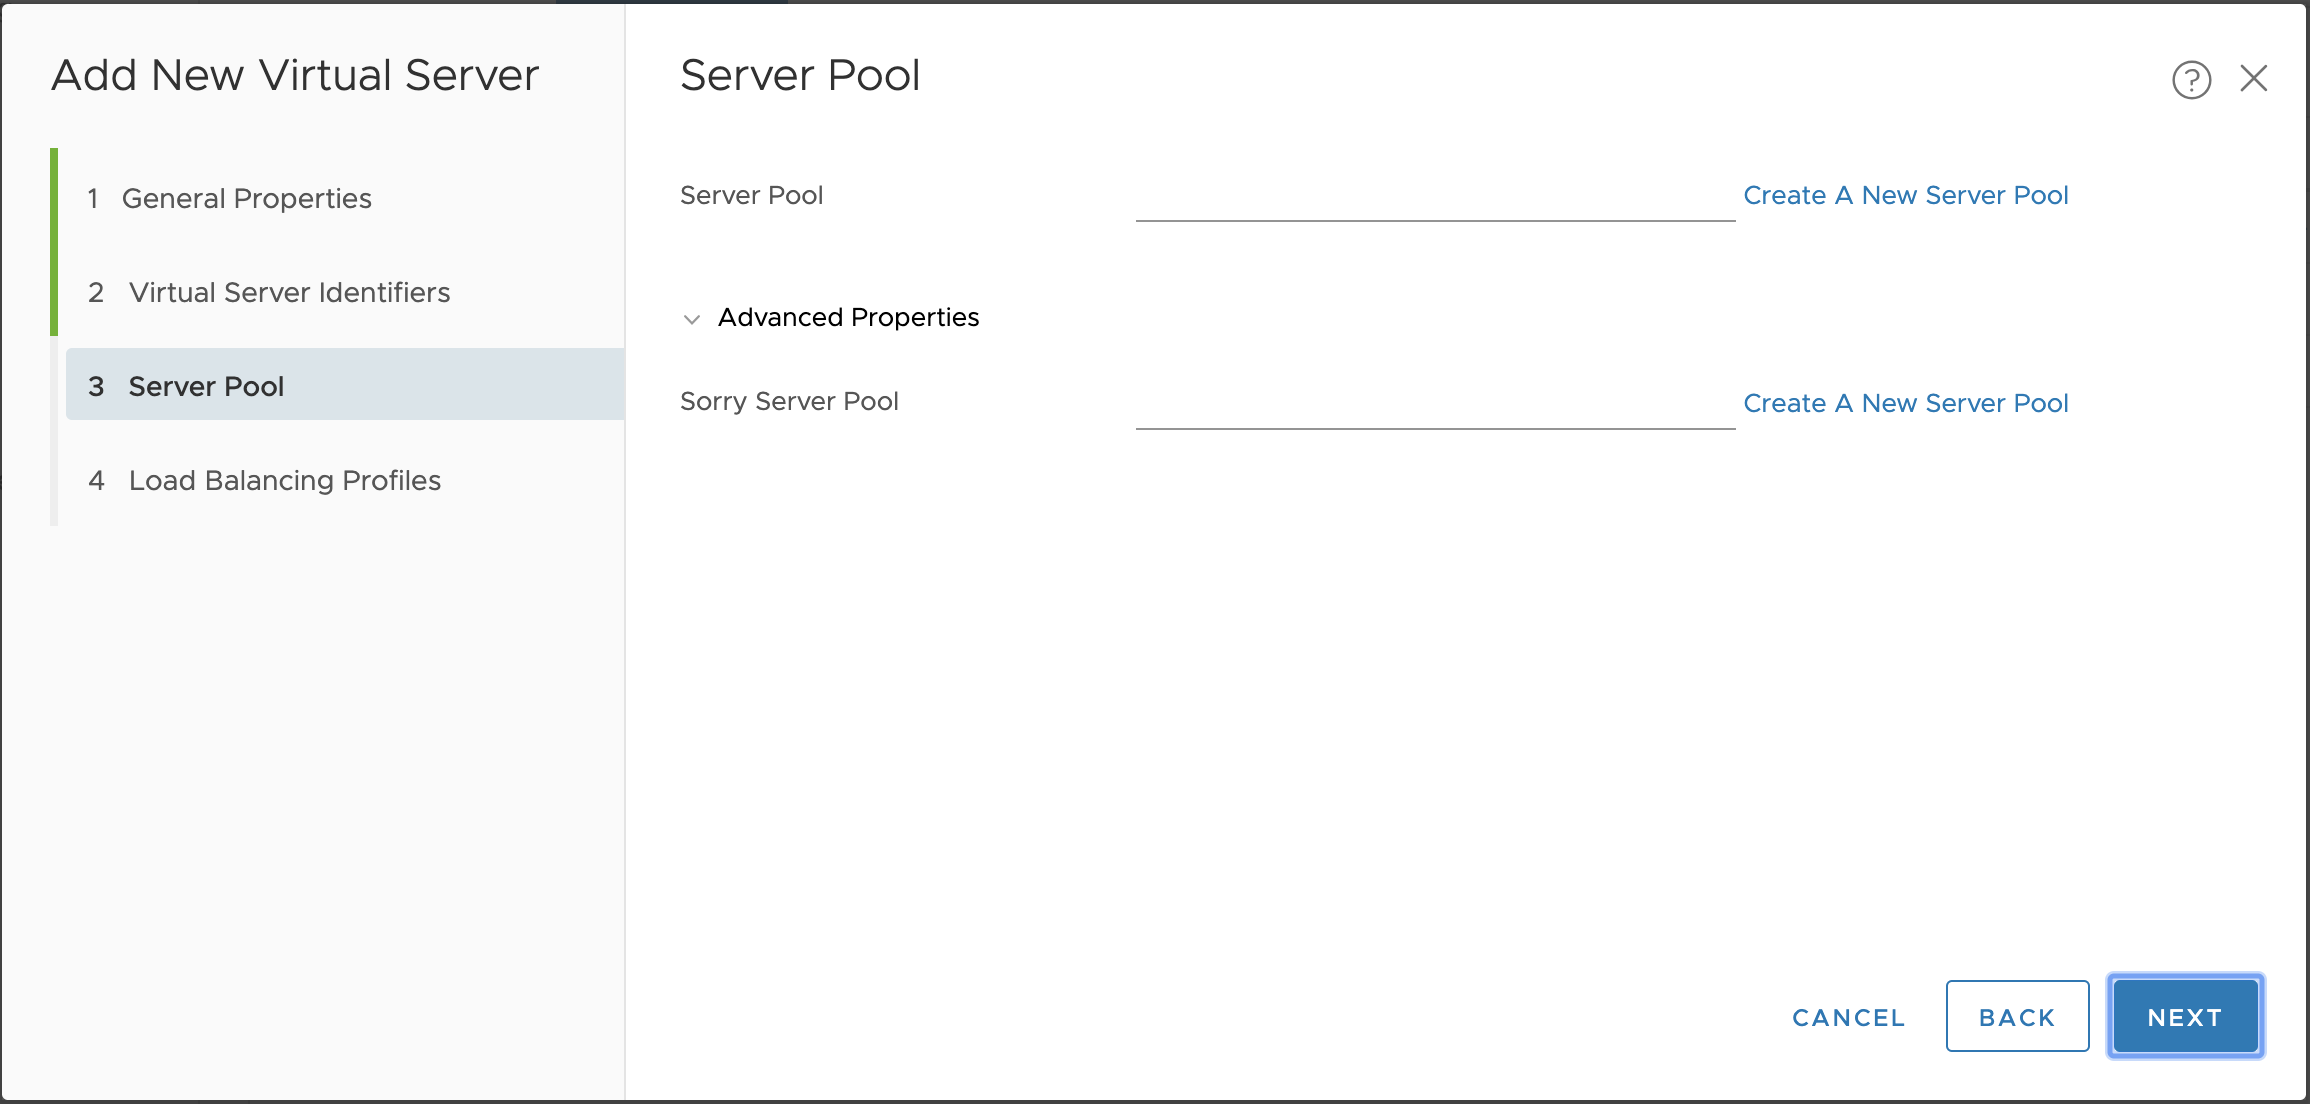 Add New Virtual Server
1 General Properties
2 Virtual Server Identifiers
3 Server Pool
4 Load Balancing Profiles
Server Pool
?
Server Pool
Create A New Server Pool
Advanced Properties
Sorry Server Pool
Create A New Server Pool
CANCEL
BACK
NEXT